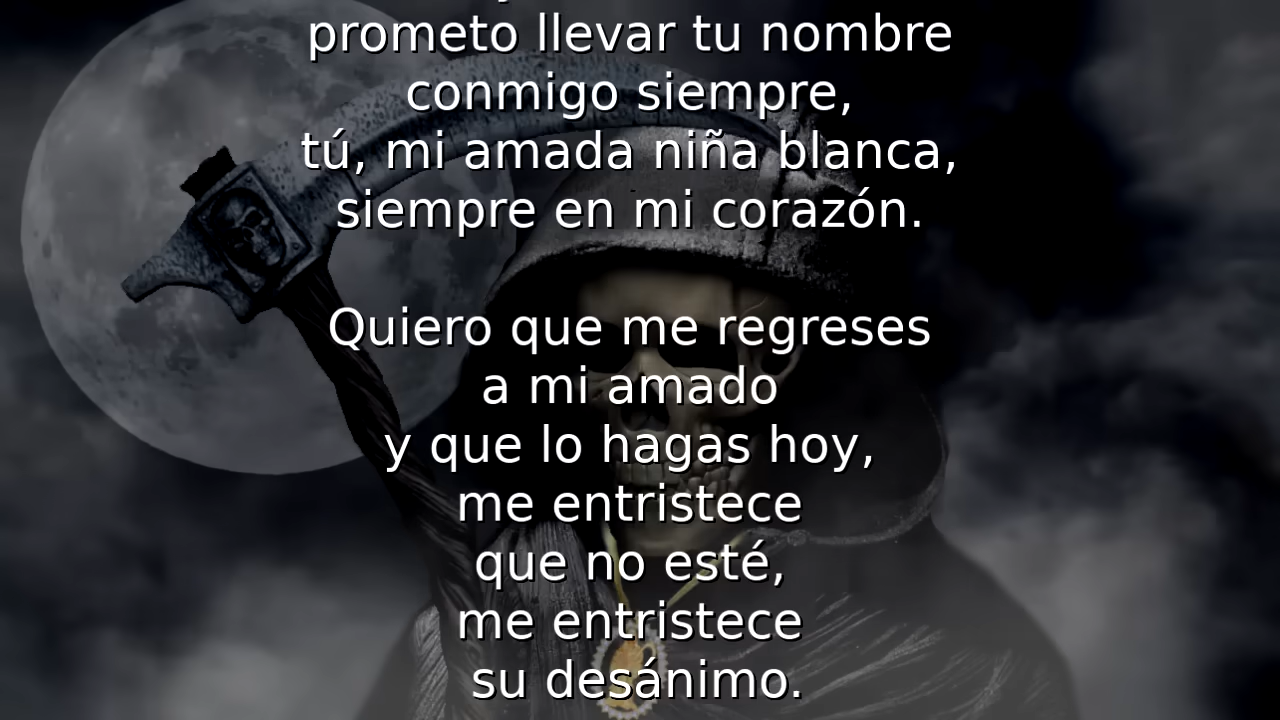 prometo llevar tu nombre
conmigo siempre,
tú, mi amada niña blanca,
siempre en mi corazón.
Quiero que me regreses
a mi amado
y que lo hagas hoy,
me entristece
que no esté,
me entristece
su desánimo.